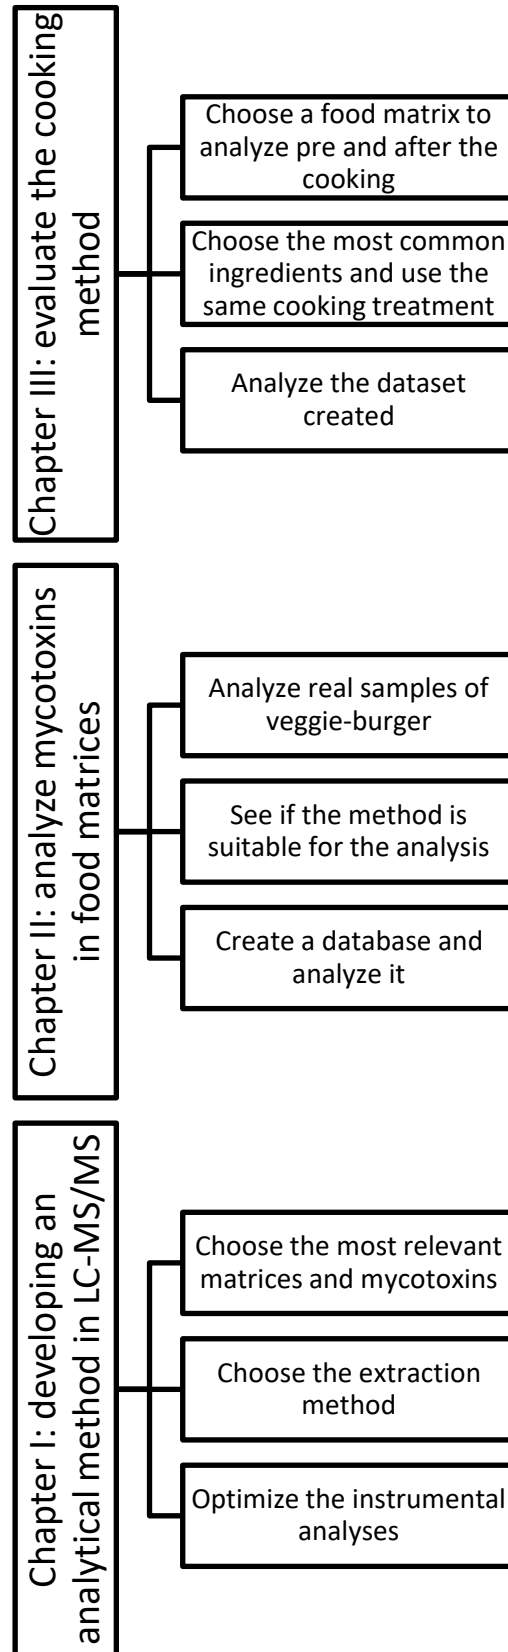 Chapter III: evaluate the cooking
method
Choose a food matrix to
analyze pre and after the
cooking
Choose the most common
ingredients and use the
same cooking treatment
Analyze the dataset
created
Chapter II: analyze mycotoxins
in food matrices
Analyze real samples of
veggie-burger
See if the method is
suitable for the analysis
Create a database and
analyze it
Chapter I: developing an
analytical method in LC-MS/MS
Choose the most relevant
matrices and mycotoxins
Choose the extraction
method
Optimize the instrumental
analyses